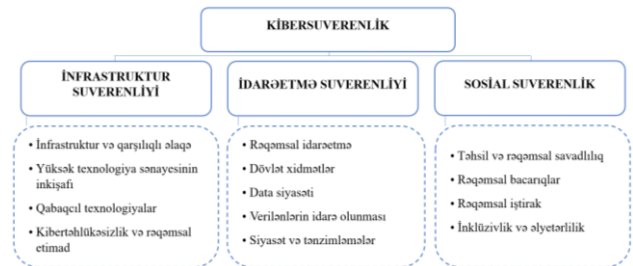 KİBERSUVERENLİK
İNFRASTRUKTUR
SUVERENLİYİ
• İnfrastruktur və qarşılıqlı əlaqə
• Yüksək texnologiya sənayesinin
inkişafı
• Qabaqcıl texnologiyalar
• Kibertəhlükəsizlik və rəqəmsal
etimad
İDARƏETMƏ SUVERENLİYİ
• Rəqəmsal idarəetmə
• Dövlət xidmətlər
• Data siyasəti
• Verilənlərin idarə olunması
• Siyasət və tənzimləmələr
SOSİAL SUVERENLİK
• Təhsil və rəqəmsal savadlılıq
• Rəqəmsal bacarıqlar
• Rəqəmsal iştirak
• İnklüzivlik və əlyetərlilik